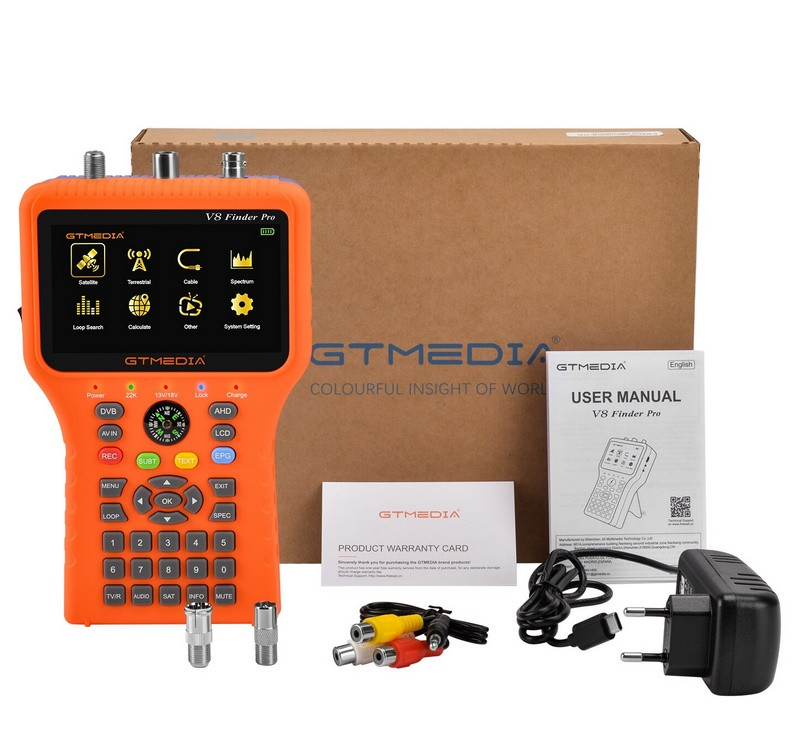 V8 Finder Pro
GTMEDIA
Satellite Terrestrial Cable Spectrum
Loop Search Calculate Other System Setting
GTMEDIA
Power 22K 13V/18V Lock Charge
DVB AHD
AV IN LCD
REC SUBT TEXT EPG
MENU EXIT
OK
LOOP SPEC
1 2 3 4 5
6 7 8 9 0
TV/R AUDIO SAT INFO MUTE
GTMEDIA®
COLOURFUL INSIGHT OF WORL
GTMEDIA
PRODUCT WARRANTY CARD
Sincerely thank you for purchasing the GTMEDIA brand products!
GTMEDIA English
USER MANUAL
V8 Finder Pro
Technical Support